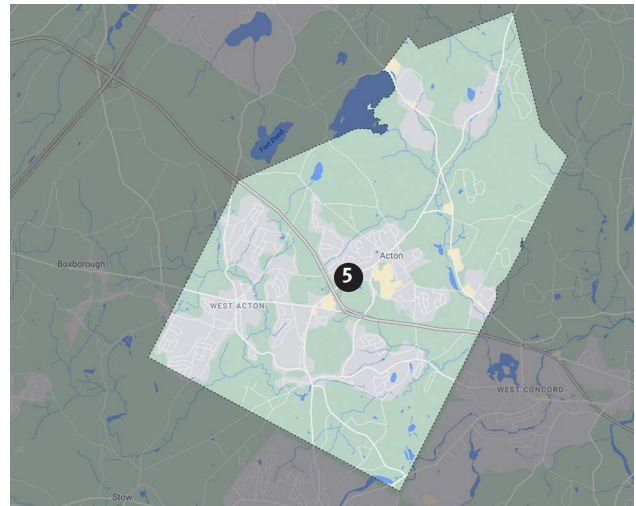 Fort Pond
Acton
Boxborough
5
WEST ACTON
WEST CONCORD
Stow